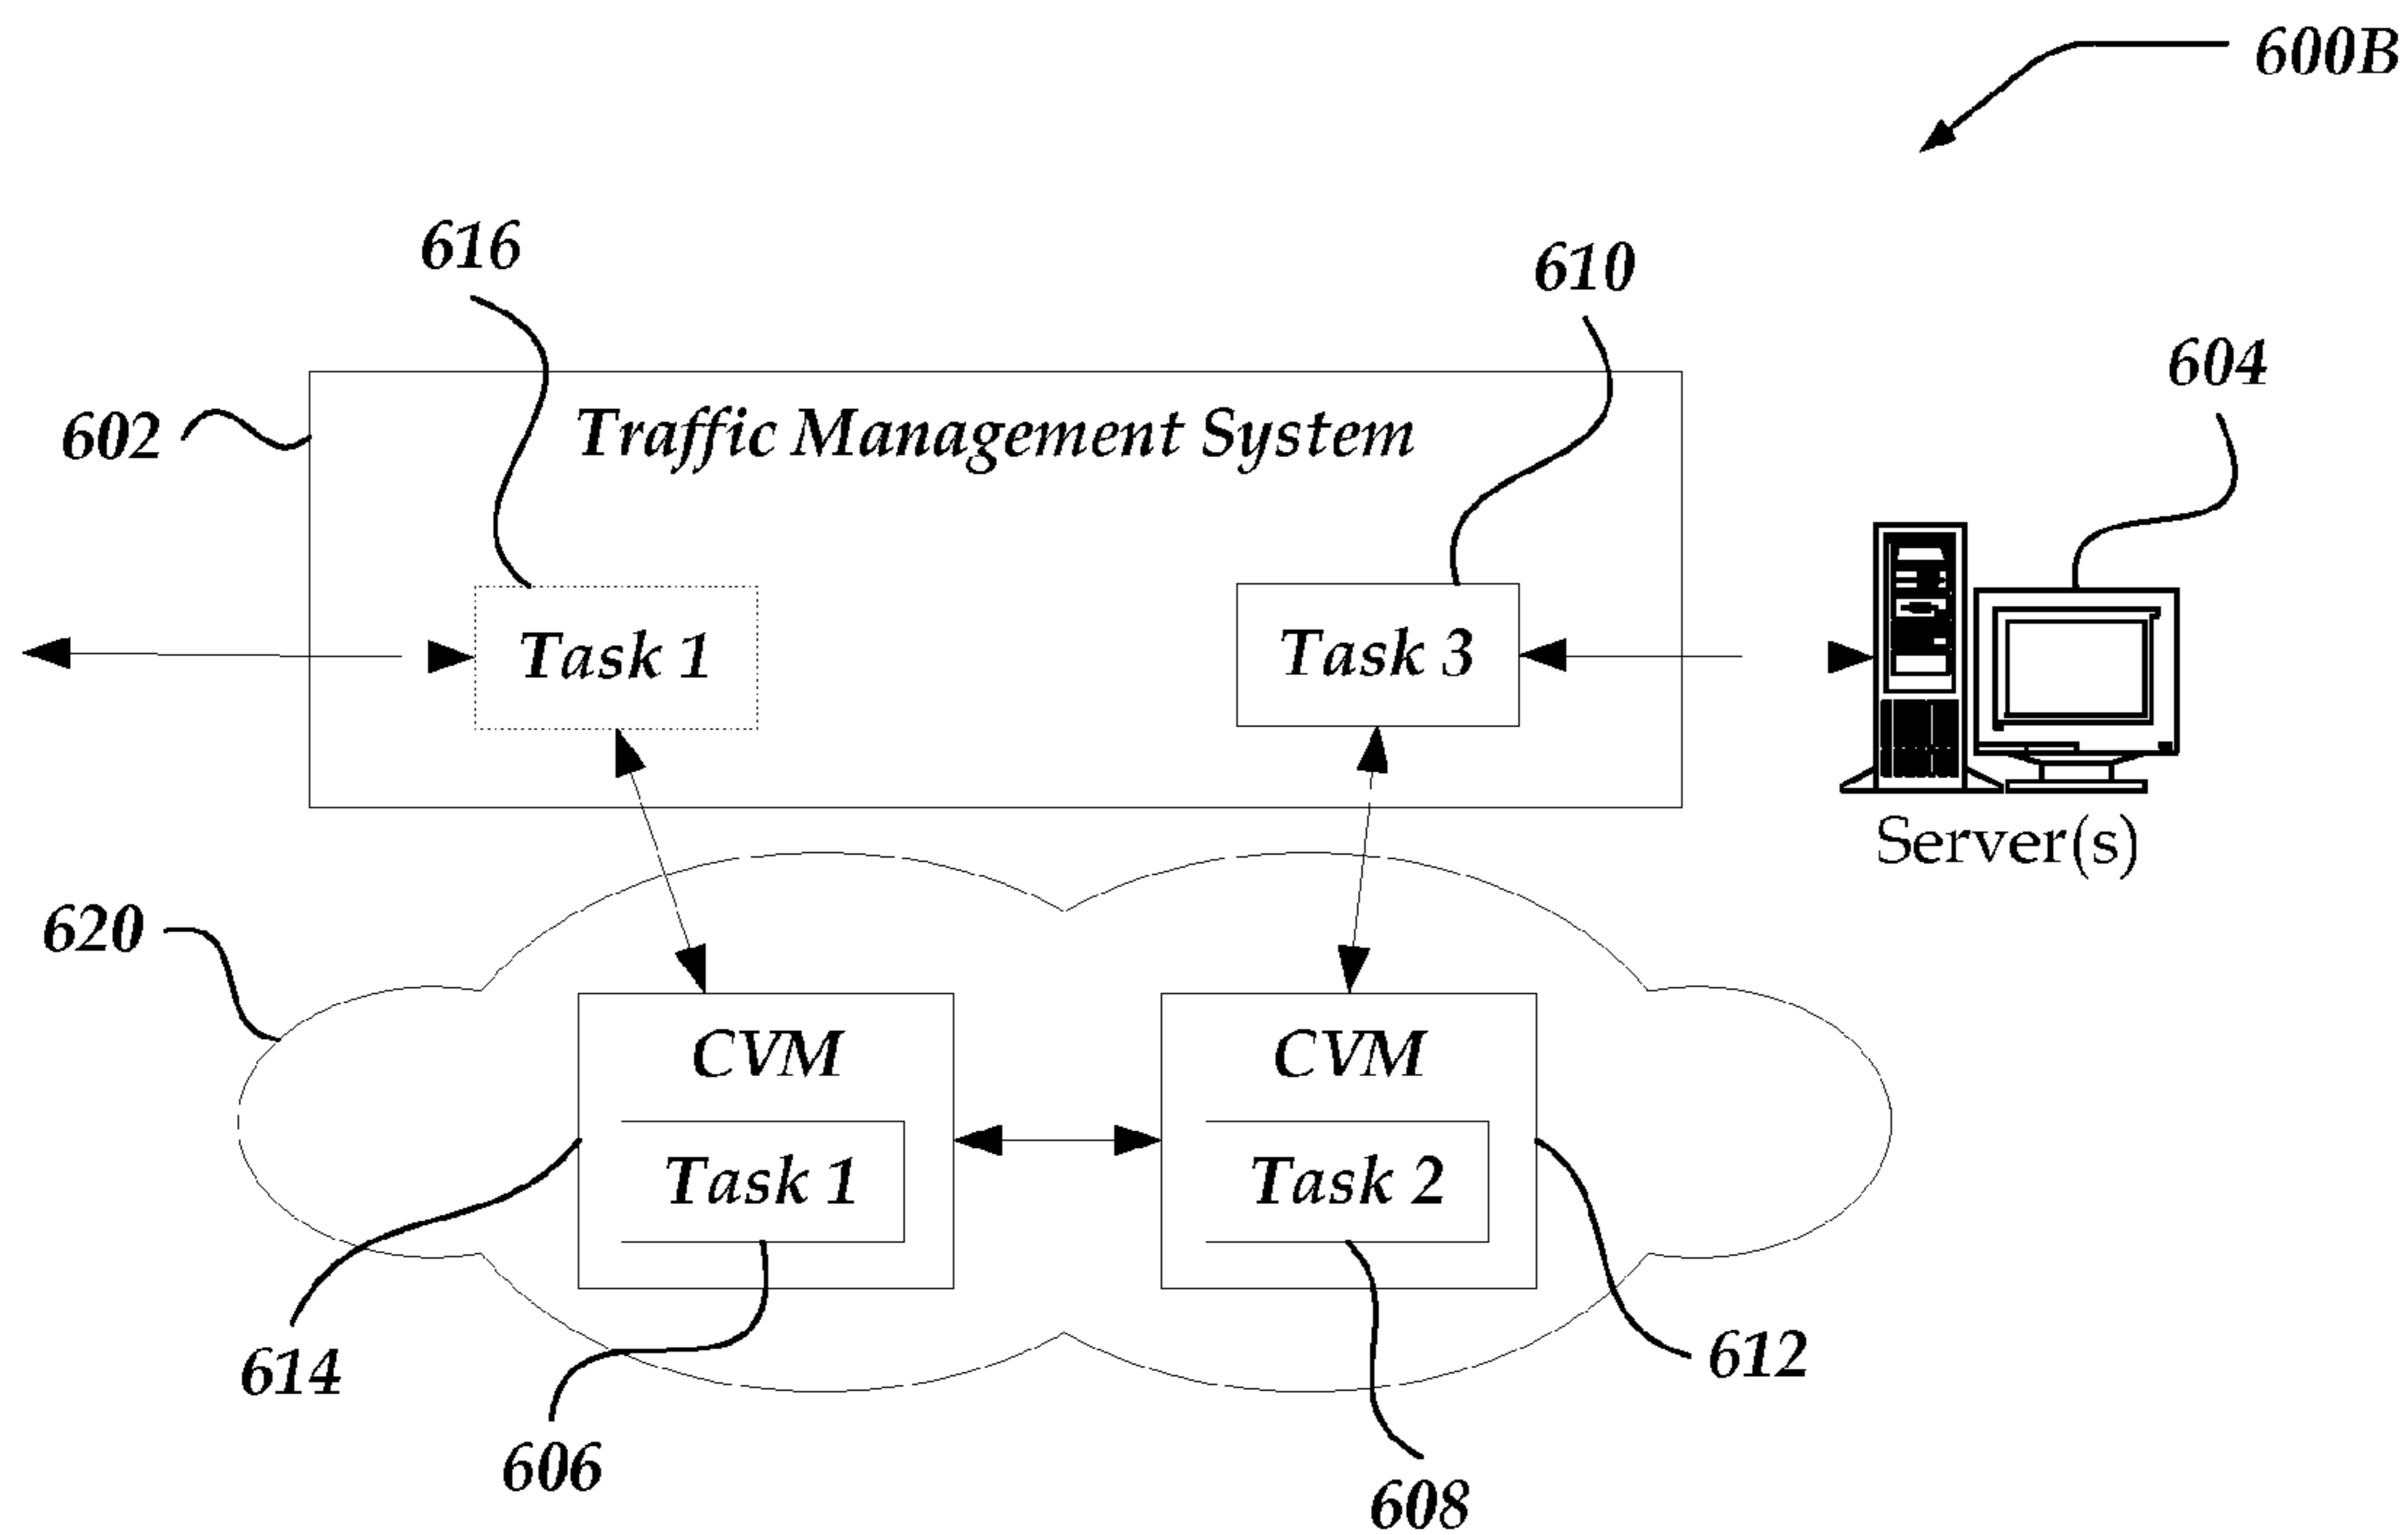 600B
616
610
604
602
Traffic Management System
Task 1
Task 3
Server(s)
620
CVM
CVM
Task 1
Task 2
614
612
606
608